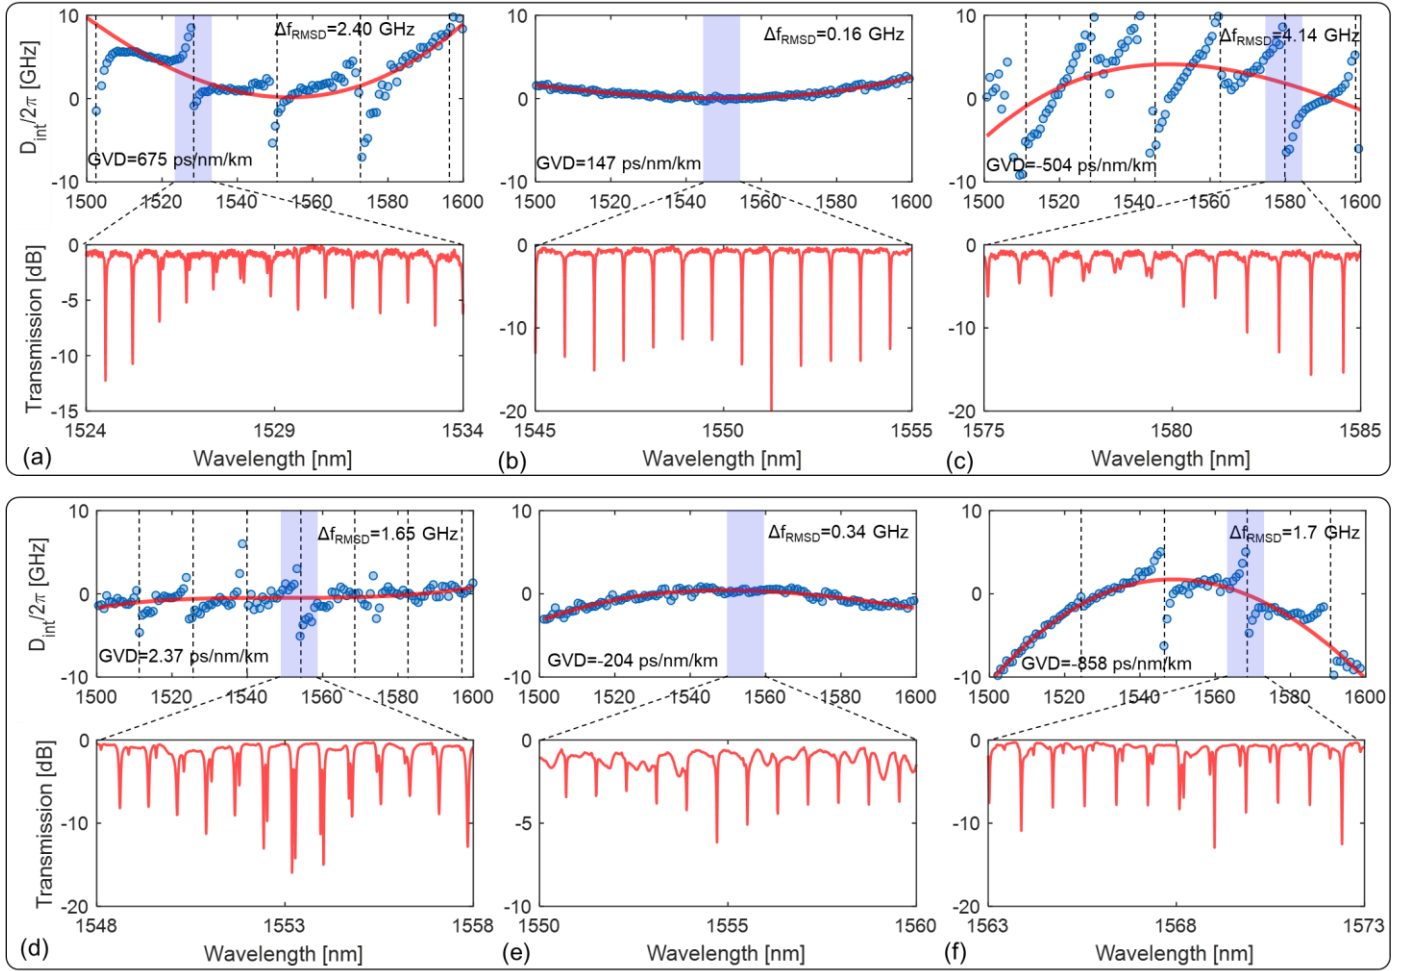 D_int/2π [GHz]
10
0
-10
Δf_RMSD=2.40 GHz
GVD=675 ps/nm/km
1500 1520 1540 1560 1580 1600
Δf_RMSD=0.16 GHz
10
0
-10
GVD=147 ps/nm/km
1500 1520 1540 1560 1580 1600
Δf_RMSD=4.14 GHz
10
0
-10
GVD=-504 ps/nm/km
1500 1520 1540 1560 1580 1600
Transmission [dB]
0
-5
-10
-15
1524 1529 1534
(a) Wavelength [nm]
0
-10
-20
1545 1550 1555
(b) Wavelength [nm]
0
-10
-20
1575 1580 1585
(c) Wavelength [nm]
D_int/2π [GHz]
10
0
-10
Δf_RMSD=1.65 GHz
GVD=2.37 ps/nm/km
1500 1520 1540 1560 1580 1600
10
0
-10
Δf_RMSD=0.34 GHz
GVD=-204 ps/nm/km
1500 1520 1540 1560 1580 1600
10
0
-10
Δf_RMSD=1.7 GHz
GVD=-858 ps/nm/km
1500 1520 1540 1560 1580 1600
Transmission [dB]
0
-10
-20
1548 1553 1558
(d) Wavelength [nm]
0
-5
-10
1550 1555 1560
(e) Wavelength [nm]
0
-10
-20
1563 1568 1573
(f) Wavelength [nm]